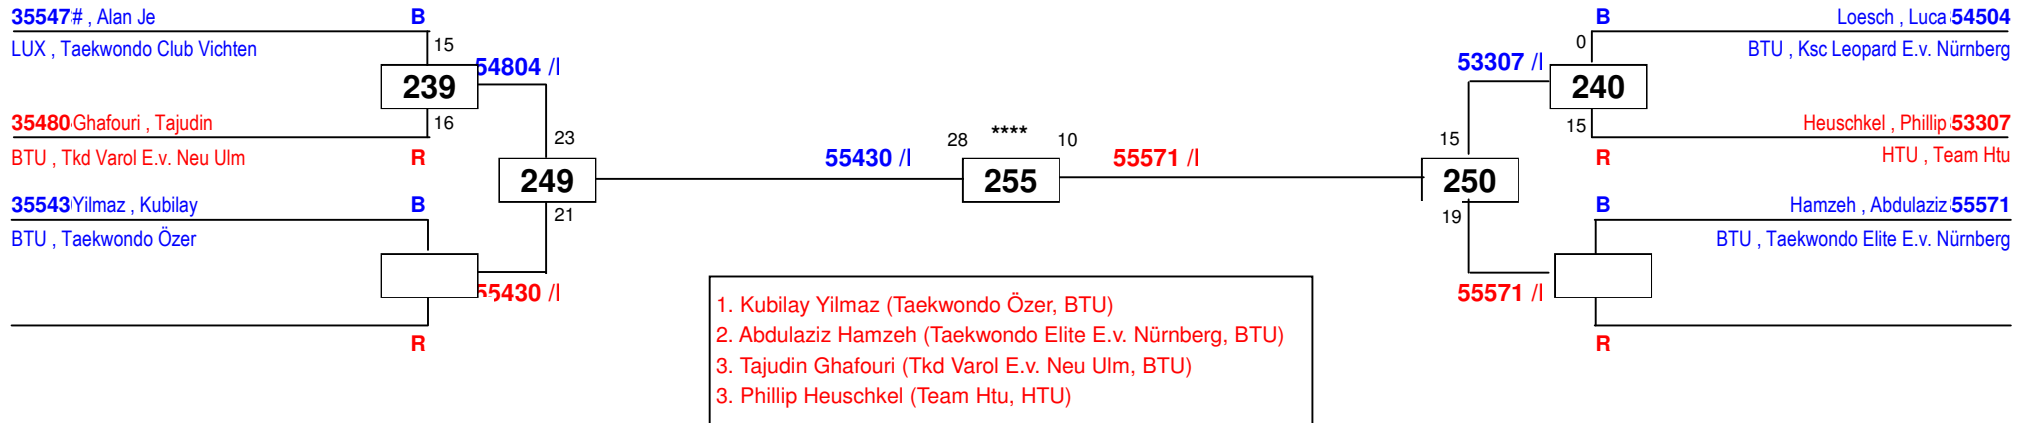 35547# , Alan Je B
LUX , Taekwondo Club Vichten
15
54804 /I
239
16
35480 Ghafouri , Tajudin
BTU , Tkd Varol E.v. Neu Ulm R
23
249
21
35543 Yilmaz , Kubilay B
BTU , Taekwondo Özer
55430 /I
R
55430 /I
28 **** 10
255
55571 /I
B Loesch , Luca 54504
0
BTU , Ksc Leopard E.v. Nürnberg
53307 /I
240
15
Heuschkel , Phillip 53307
R HTU , Team Htu
15
250
19
B Hamzeh , Abdulaziz 55571
BTU , Taekwondo Elite E.v. Nürnberg
55571 /I
R
1. Kubilay Yilmaz (Taekwondo Özer, BTU)
2. Abdulaziz Hamzeh (Taekwondo Elite E.v. Nürnberg, BTU)
3. Tajudin Ghafouri (Tkd Varol E.v. Neu Ulm, BTU)
3. Phillip Heuschkel (Team Htu, HTU)